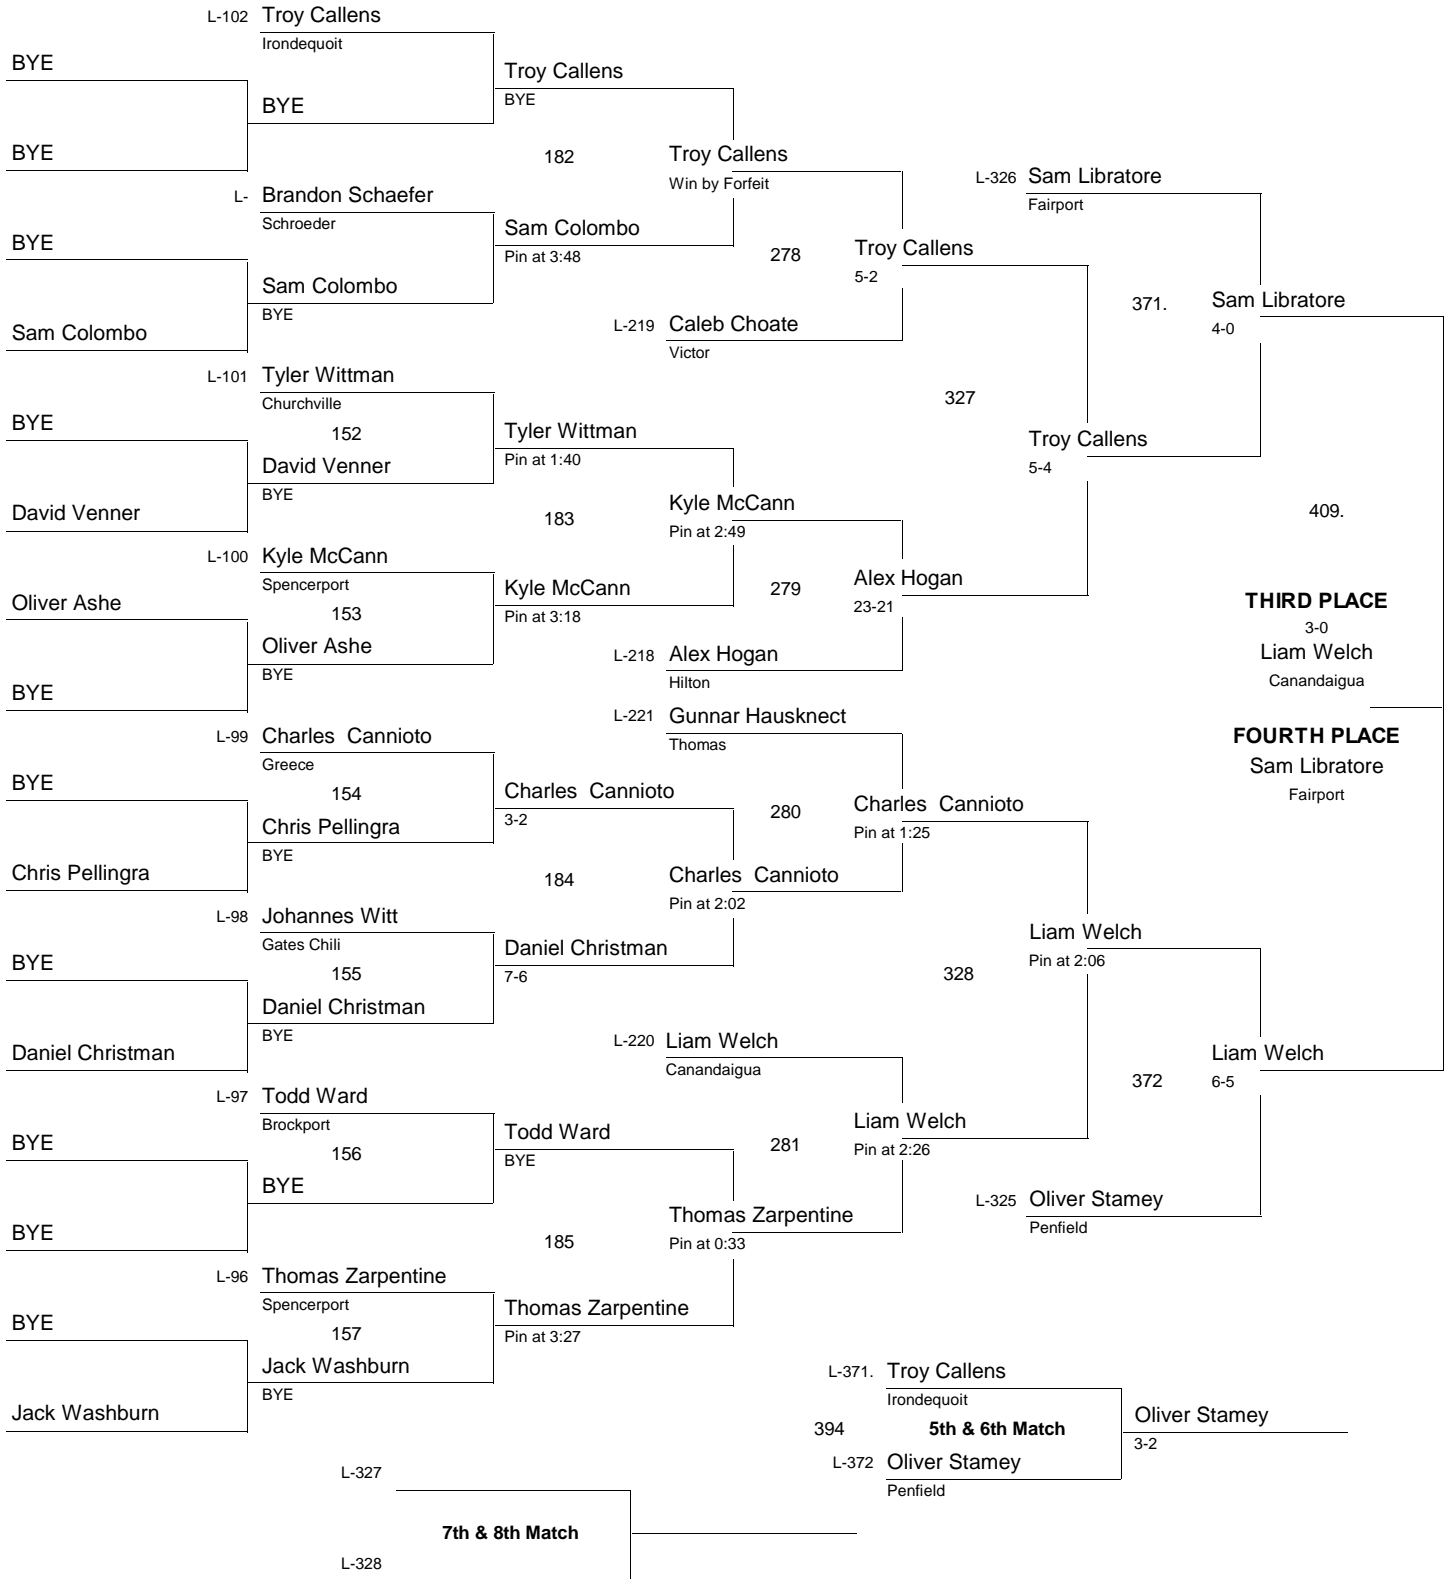 L-102 Troy Callens
Irondequoit
BYE
Troy Callens
BYE
BYE
BYE
182
Troy Callens
Win by Forfeit
L-326 Sam Libratore
Fairport
L- Brandon Schaefer
Schroeder
BYE
Sam Colombo
Pin at 3:48
278
Troy Callens
5-2
Sam Colombo
BYE
371.
Sam Libratore
4-0
Sam Colombo
L-219 Caleb Choate
Victor
L-101 Tyler Wittman
Churchville
327
BYE
152
Tyler Wittman
Pin at 1:40
Troy Callens
5-4
David Venner
BYE
David Venner
183
Kyle McCann
Pin at 2:49
409.
L-100 Kyle McCann
Spencerport
Oliver Ashe
153
Kyle McCann
Pin at 3:18
279
Alex Hogan
23-21
THIRD PLACE
3-0
Liam Welch
Canandaigua
Oliver Ashe
BYE
L-218 Alex Hogan
Hilton
BYE
L-221 Gunnar Hausknect
Thomas
L-99 Charles Cannioto
Greece
FOURTH PLACE
Sam Libratore
Fairport
BYE
154
Charles Cannioto
3-2
280
Charles Cannioto
Pin at 1:25
Chris Pellingra
BYE
Chris Pellingra
184
Charles Cannioto
Pin at 2:02
L-98 Johannes Witt
Gates Chili
Liam Welch
Pin at 2:06
BYE
155
Daniel Christman
7-6
328
Daniel Christman
BYE
Daniel Christman
L-220 Liam Welch
Canandaigua
Liam Welch
6-5
372
L-97 Todd Ward
Brockport
BYE
156
Todd Ward
BYE
281
Liam Welch
Pin at 2:26
BYE
L-325 Oliver Stamey
Penfield
BYE
185
Thomas Zarpentine
Pin at 0:33
L-96 Thomas Zarpentine
Spencerport
BYE
157
Thomas Zarpentine
Pin at 3:27
Jack Washburn
BYE
Jack Washburn
L-371. Troy Callens
Irondequoit
394
5th & 6th Match
Oliver Stamey
3-2
L-372 Oliver Stamey
Penfield
L-327
7th & 8th Match
L-328